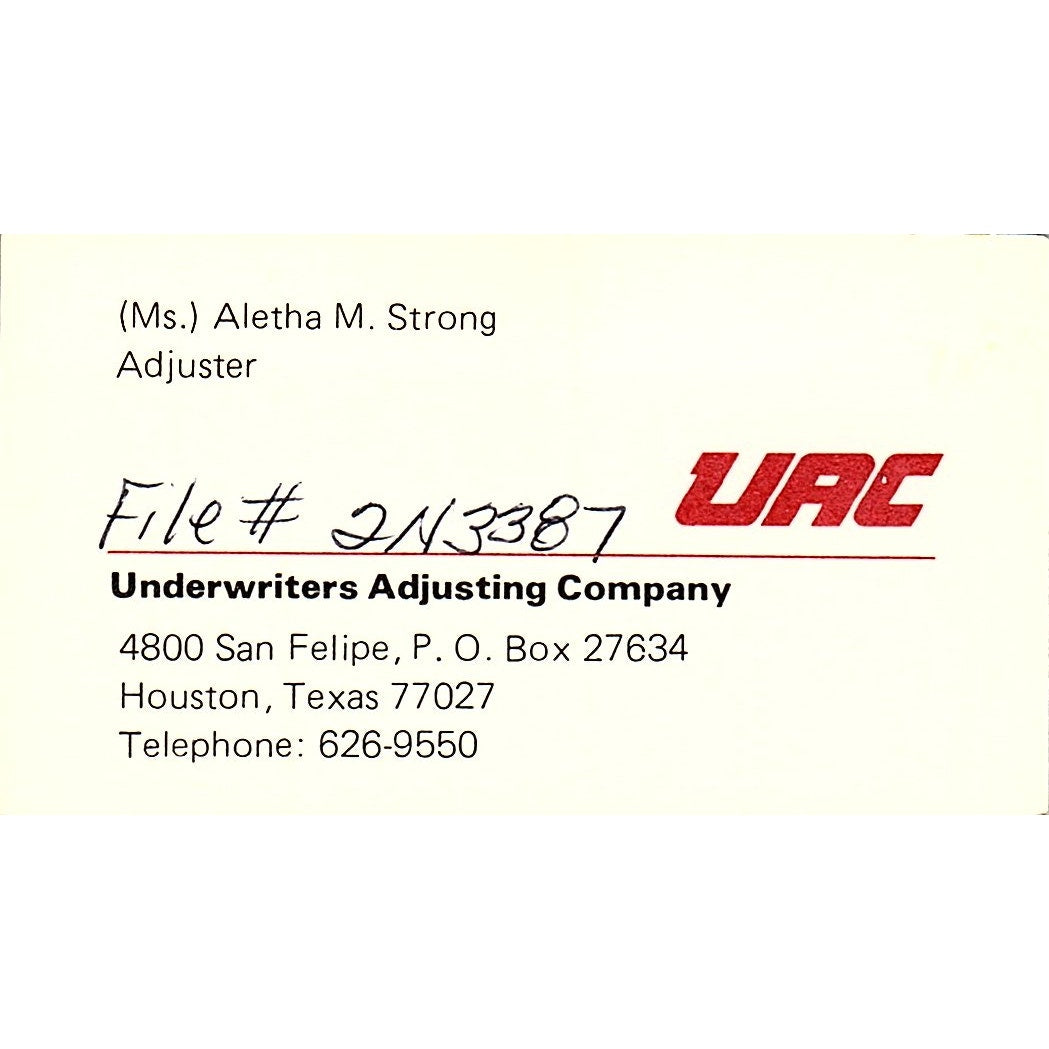 (Ms.) Aletha M. Strong
Adjuster
UAC
File # 2N3387
Underwriters Adjusting Company
4800 San Felipe, P. O. Box 27634
Houston, Texas 77027
Telephone: 626-9550